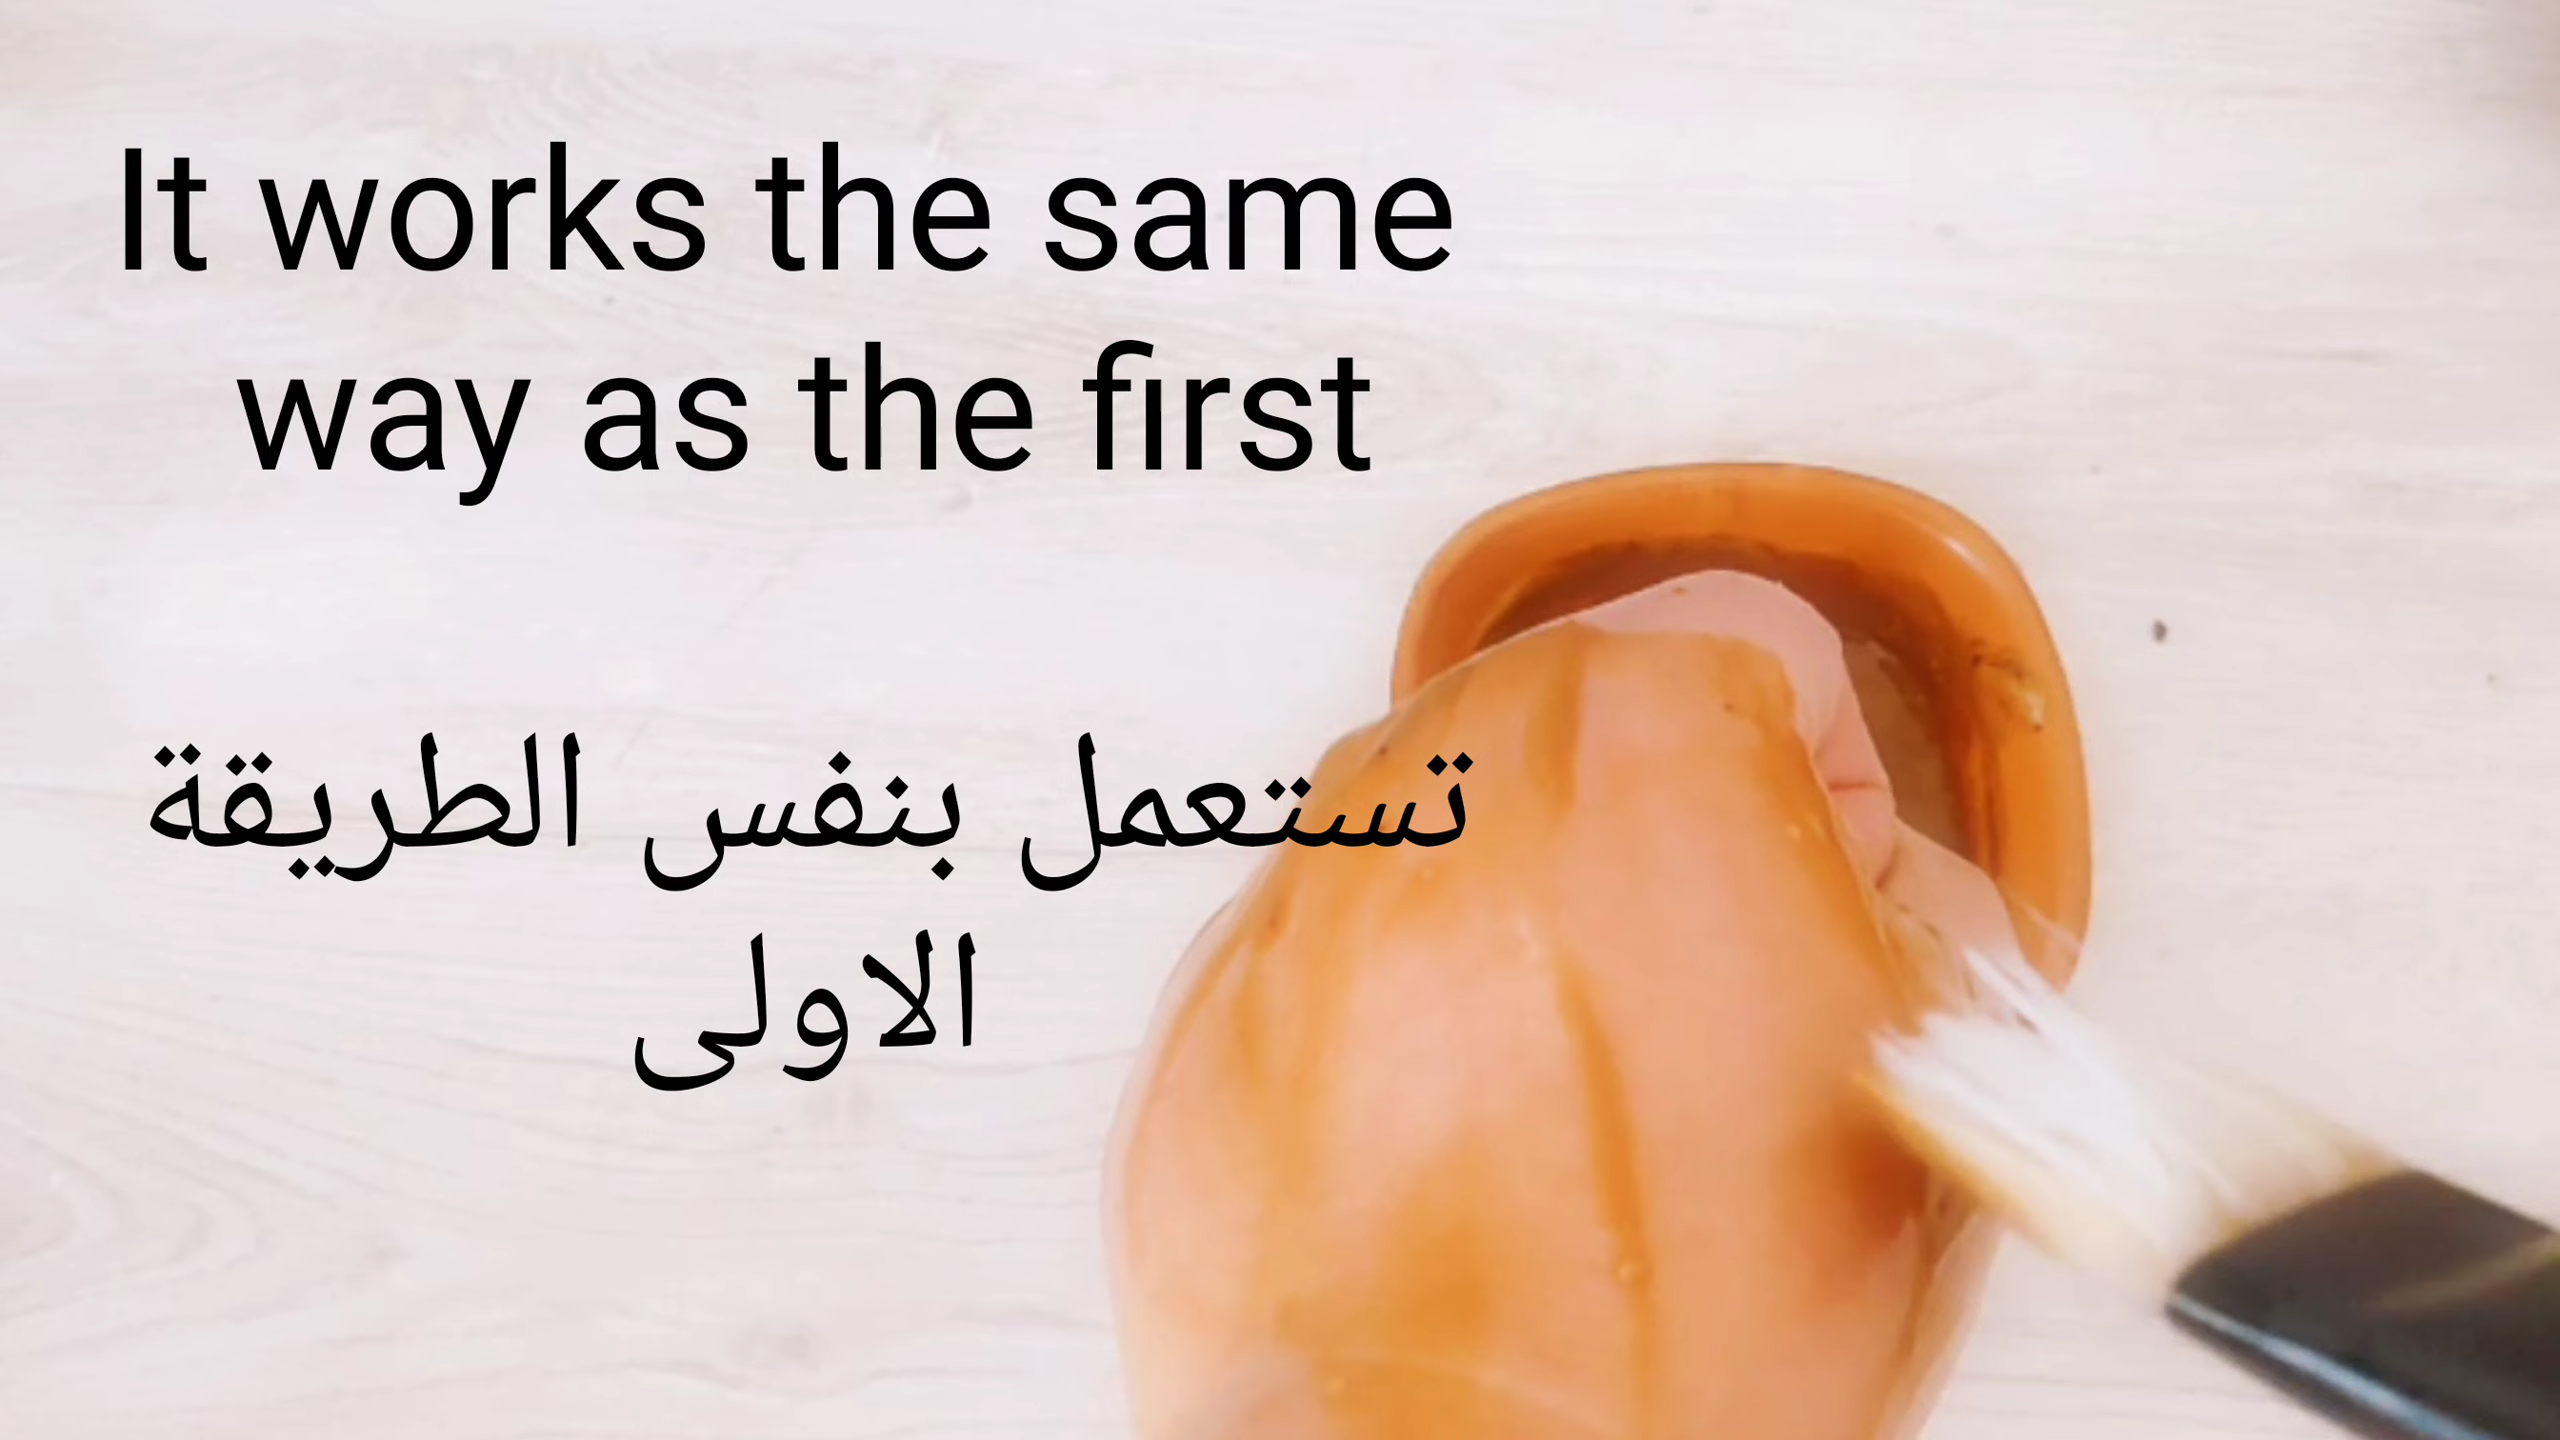 It works the same
way as the first
تستعمل بنفس الطريقة
الاولى